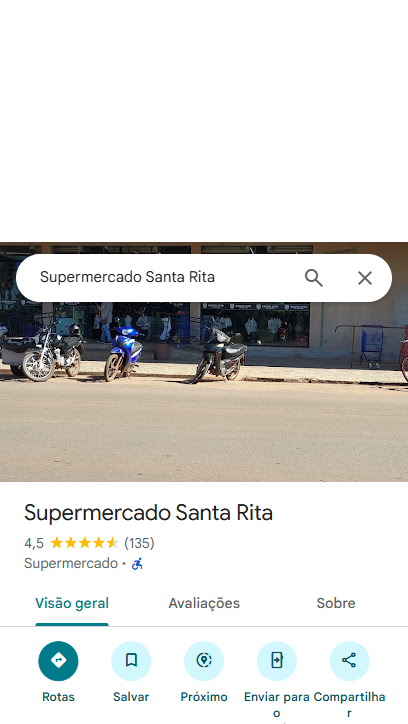 Supermercado Santa Rita
Supermercado Santa Rita
4,5 (135)
Supermercado ·
Visão geral Avaliações Sobre
Rotas Salvar Próximo Enviar para o Compartilhar